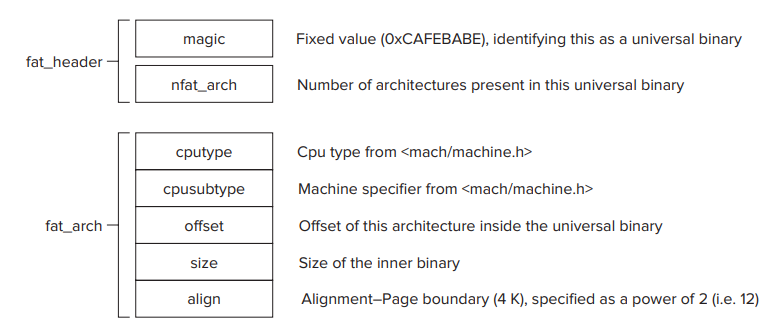 magic Fixed value (0xCAFEBABE), identifying this as a universal binary
fat_header
nfat_arch Number of architectures present in this universal binary
cputype Cpu type from <mach/machine.h>
cpusubtype Machine specifier from <mach/machine.h>
fat_arch offset Offset of this architecture inside the universal binary
size Size of the inner binary
align Alignment–Page boundary (4 K), specified as a power of 2 (i.e. 12)